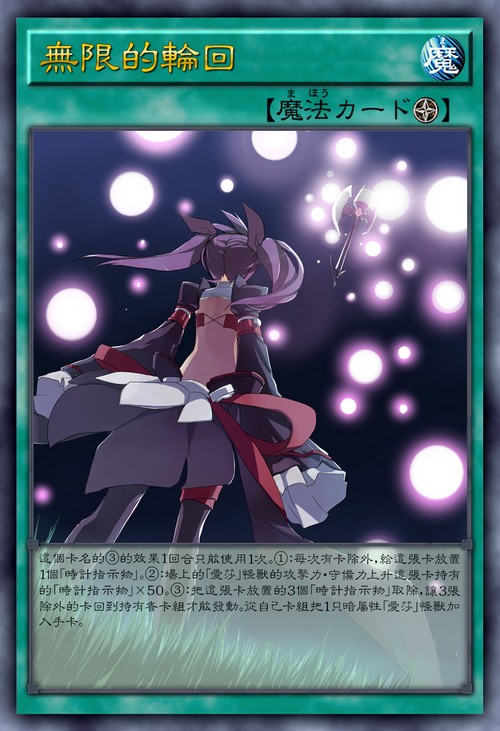 無限的輪回
魔
まほう
【魔法カード】
這個卡名的③的效果1回合只能使用1次。①:每次有卡除外,給這張卡放置
1個「時計指示物」。②:場上的「愛莎」怪獸的攻擊力・守備力上升這張卡持有
的「時計指示物」×50。③:把這張卡放置的3個「時計指示物」取除,讓3張
除外的卡回到持有者卡組才能發動。從自己卡組把1只暗屬性「愛莎」怪獸加
入手卡。